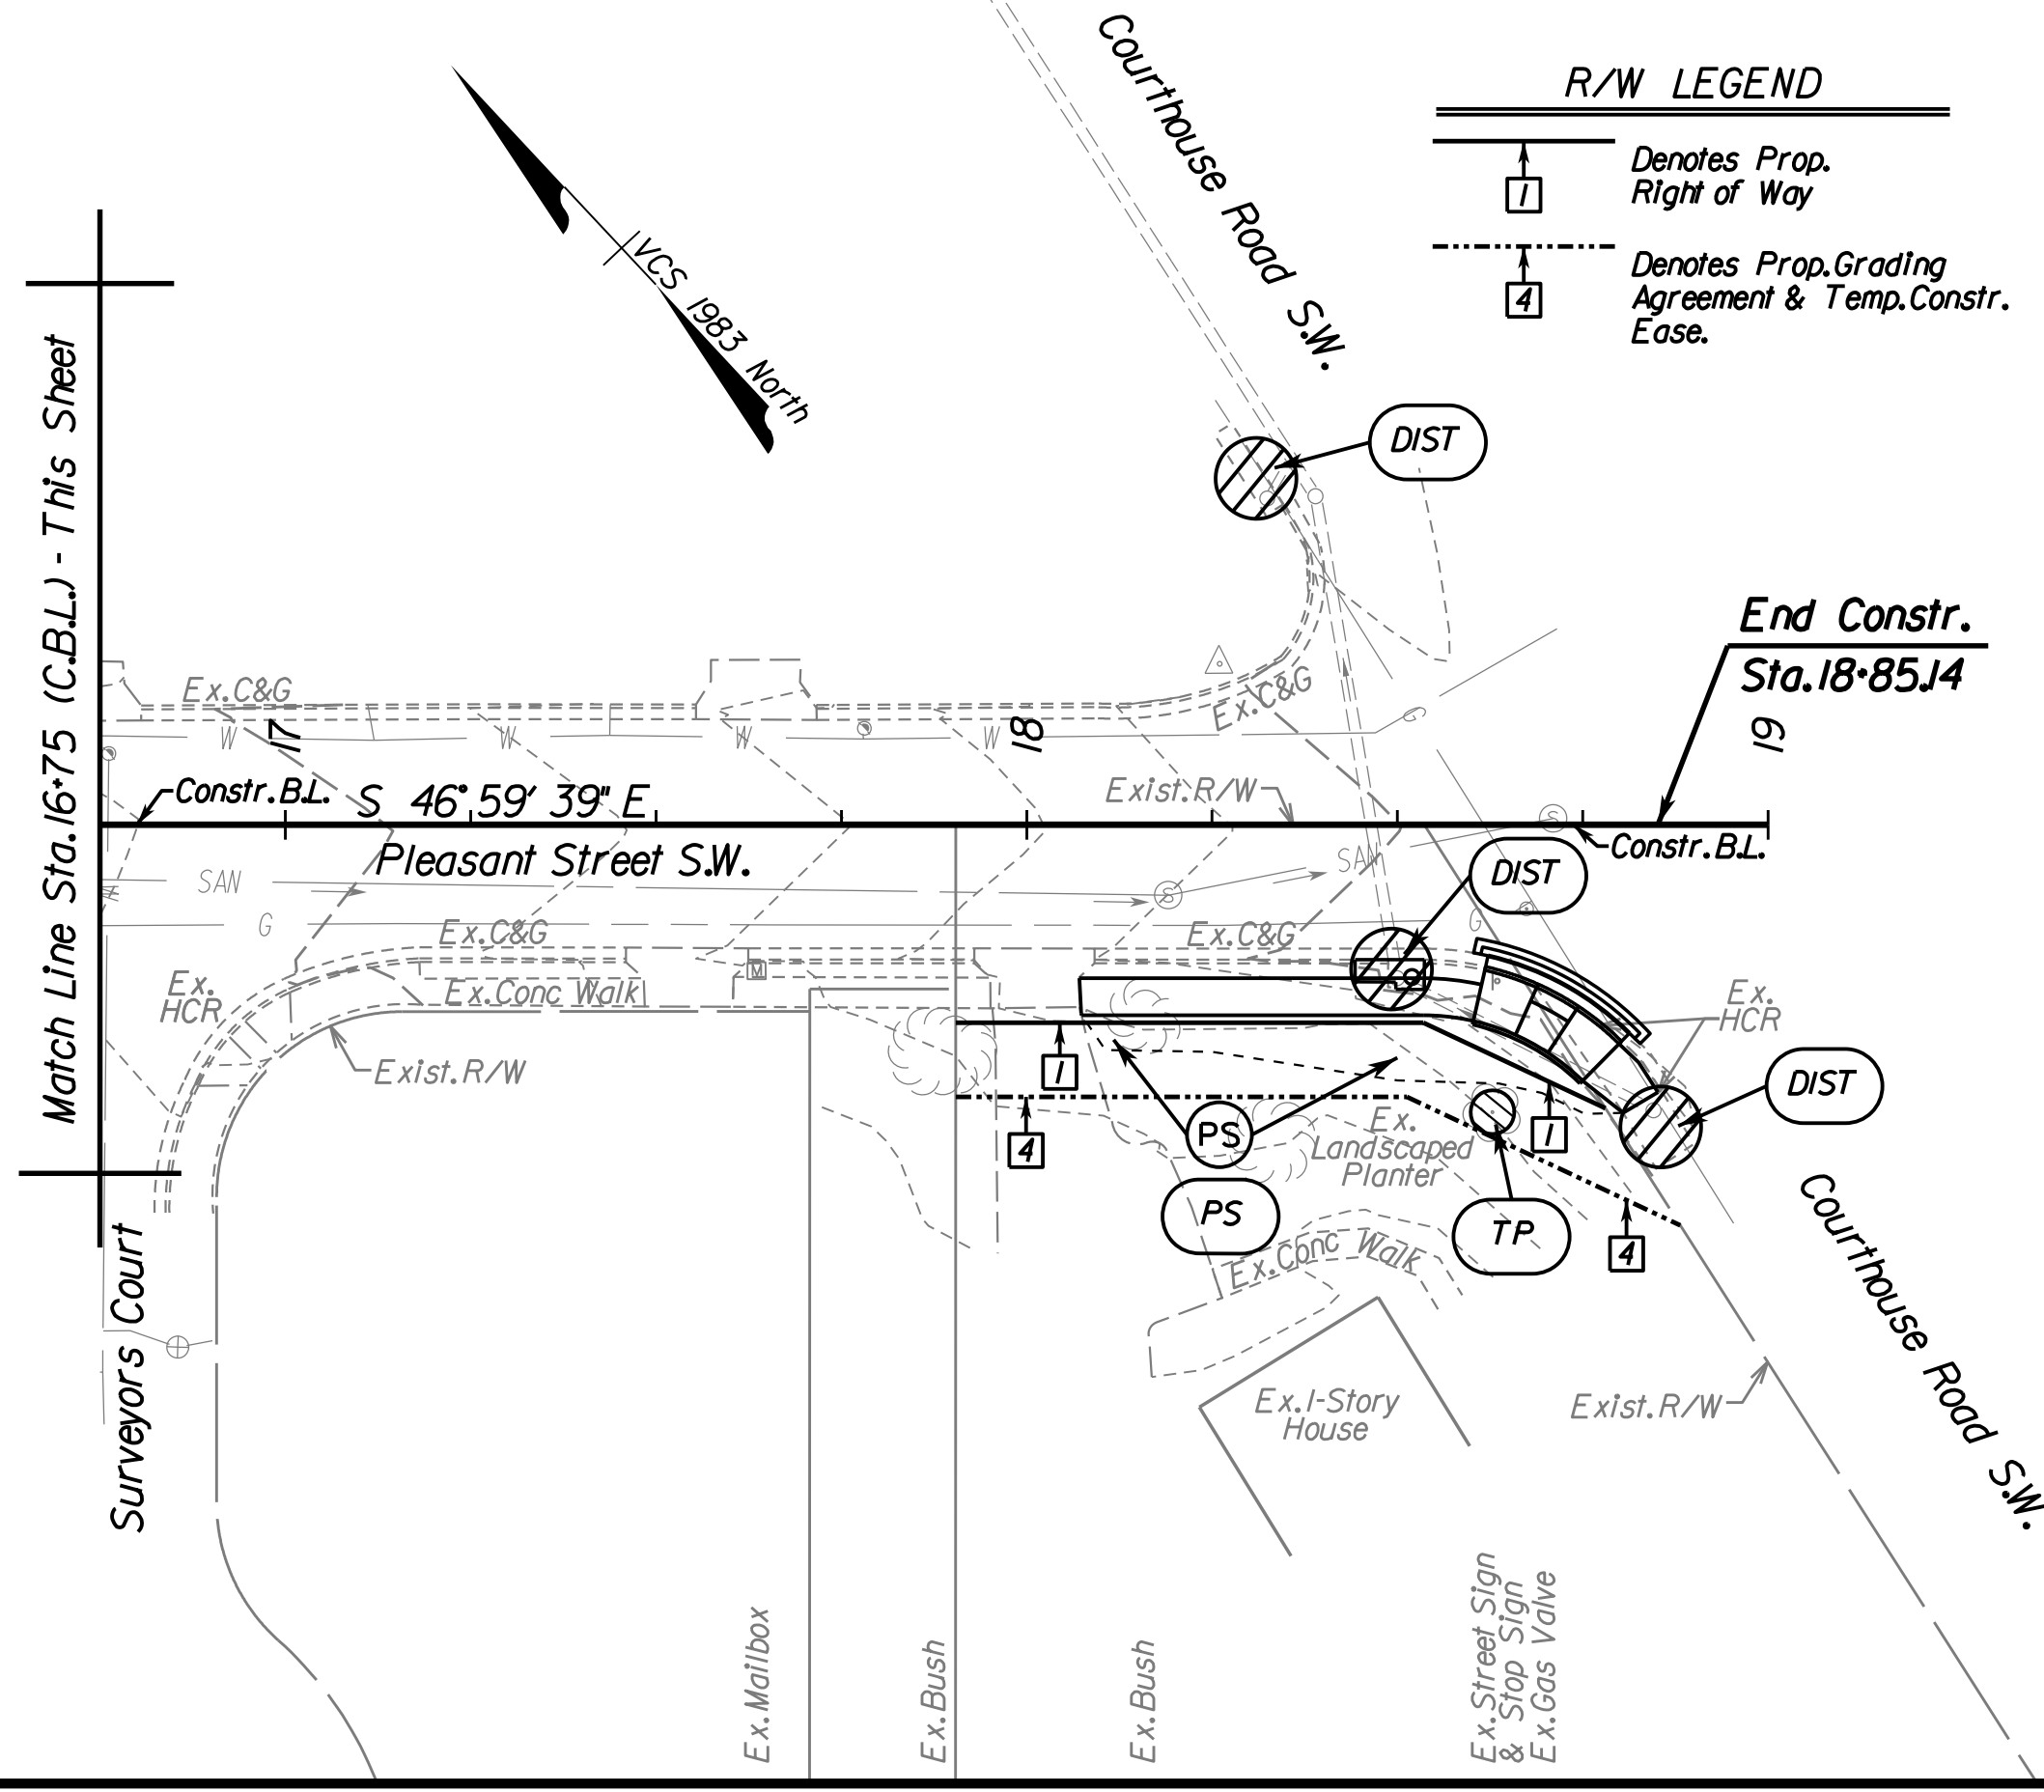 R/W LEGEND
1
Denotes Prop.
Right of Way
4
Denotes Prop. Grading
Agreement & Temp. Constr.
Ease.
VCS 1983 North
Courthouse Road S.W.
DIST
Match Line Sta. 16+75 (C.B.L.) - This Sheet
End Constr.
Sta. 18+85.14
Ex. C&G
Ex. C&G
W
W
W
W
G
17
18
19
Constr. B.L.
S 46° 59' 39" E
Exist. R/W
Pleasant Street S.W.
S
Constr. B.L.
SAN
SAN
S
DIST
G
G
Ex. C&G
Ex. C&G
M
Ex.
HCR
Ex. Conc Walk
Ex.
HCR
Exist. R/W
1
DIST
4
PS
PS
Ex.
Landscaped
Planter
1
TP
4
Ex. Conc Walk
Courthouse Road S.W.
Surveyors Court
Ex. 1-Story
House
Exist. R/W
Ex. Mailbox
Ex. Bush
Ex. Bush
Ex. Street Sign
& Stop Sign
Ex. Gas Valve